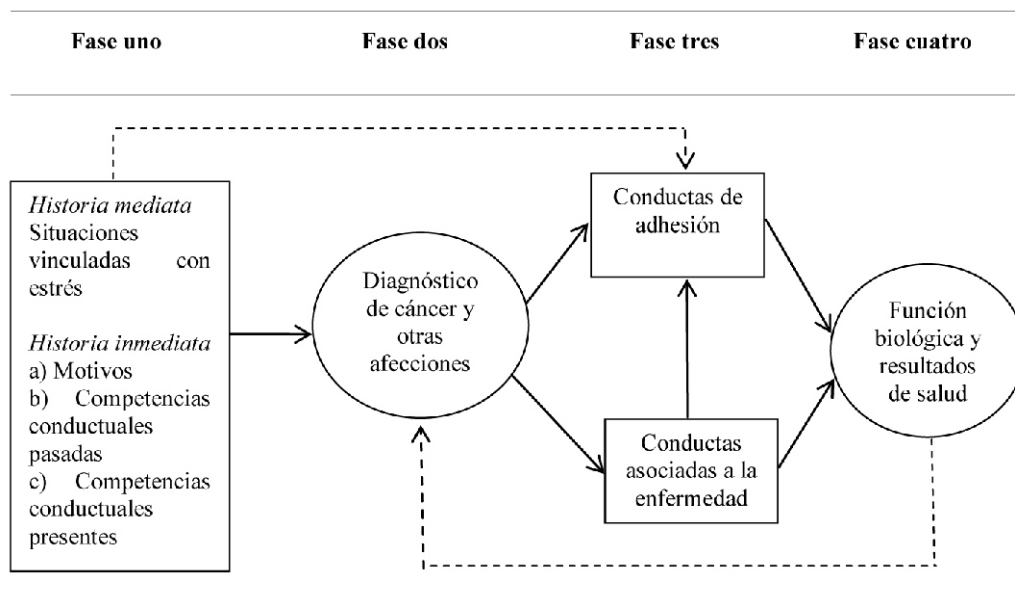 Fase uno
Fase dos
Fase tres
Fase cuatro
Historia mediata
Situaciones
vinculadas con
estrés
Historia inmediata
a) Motivos
b) Competencias
conductuales
pasadas
c) Competencias
conductuales
presentes
Diagnóstico
de cáncer y
otras
afecciones
Conductas de
adhesión
Conductas
asociadas a la
enfermedad
Función
biológica y
resultados
de salud